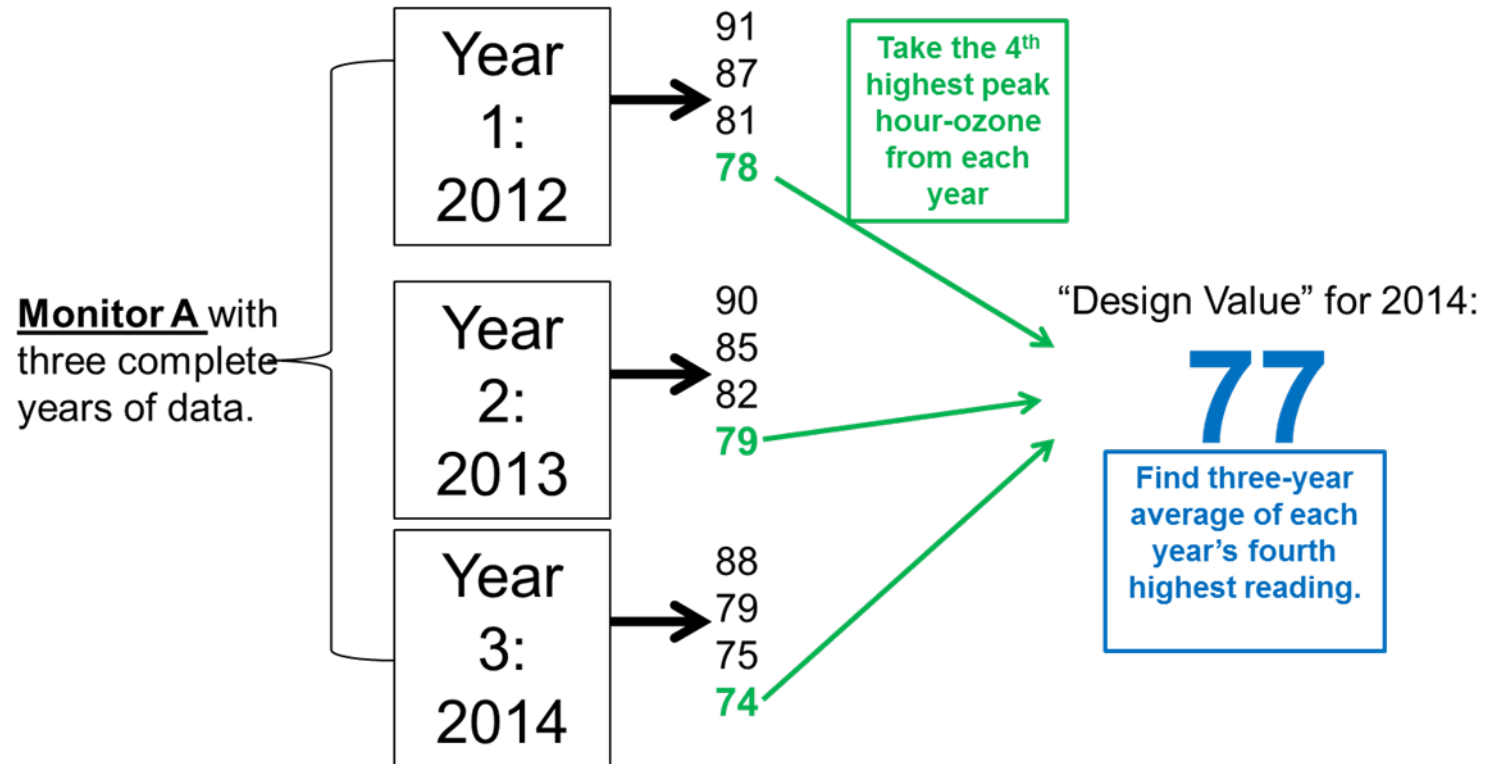 Monitor A with
three complete
years of data.
Year
1:
2012
91
87
81
78
Take the 4th
highest peak
hour-ozone
from each
year
Year
2:
2013
90
85
82
79
Year
3:
2014
88
79
75
74
“Design Value” for 2014:
77
Find three-year
average of each
year’s fourth
highest reading.